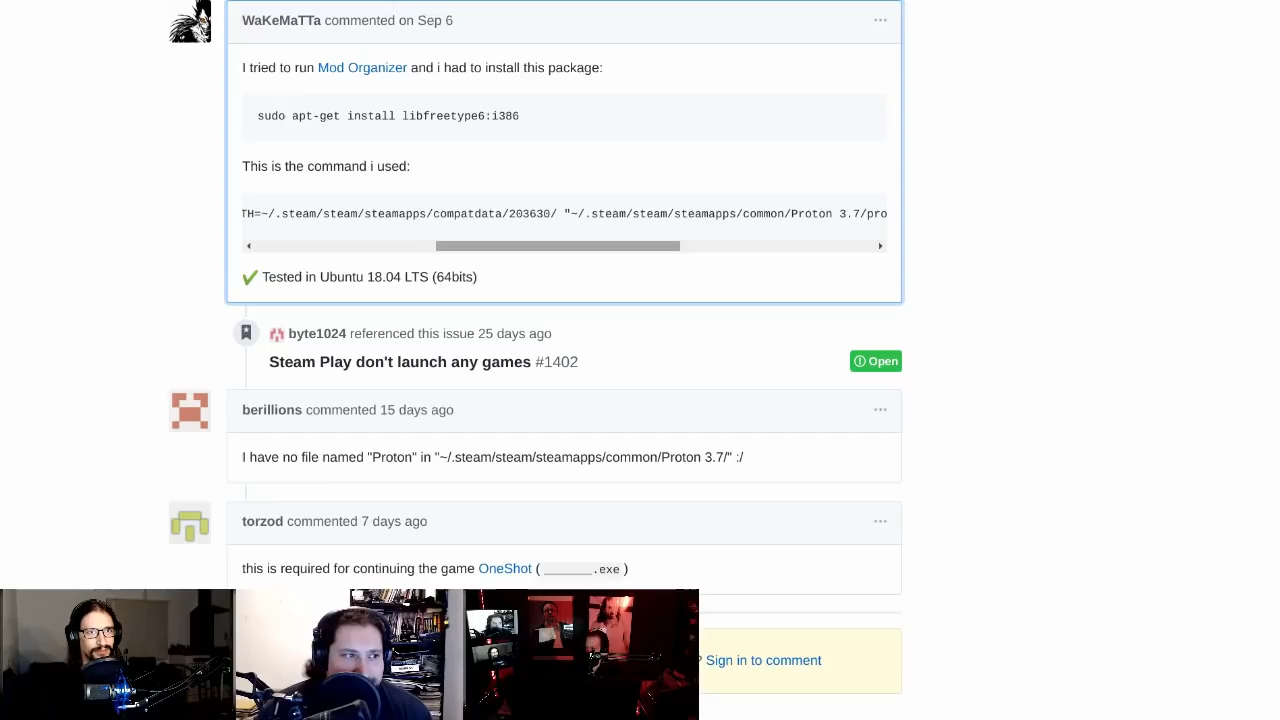 WaKeMaTTa commented on Sep 6
I tried to run Mod Organizer and i had to install this package:
sudo apt-get install libfreetype6:i386
This is the command i used:
TH=~/.steam/steam/steamapps/compatdata/203630/ "~/.steam/steam/steamapps/common/Proton 3.7/pro
✔ Tested in Ubuntu 18.04 LTS (64bits)
byte1024 referenced this issue 25 days ago
Steam Play don't launch any games #1402
Open
berillions commented 15 days ago
I have no file named "Proton" in "~/.steam/steam/steamapps/common/Proton 3.7/" :/
torzod commented 7 days ago
this is required for continuing the game OneShot ( _______.exe )
? Sign in to comment